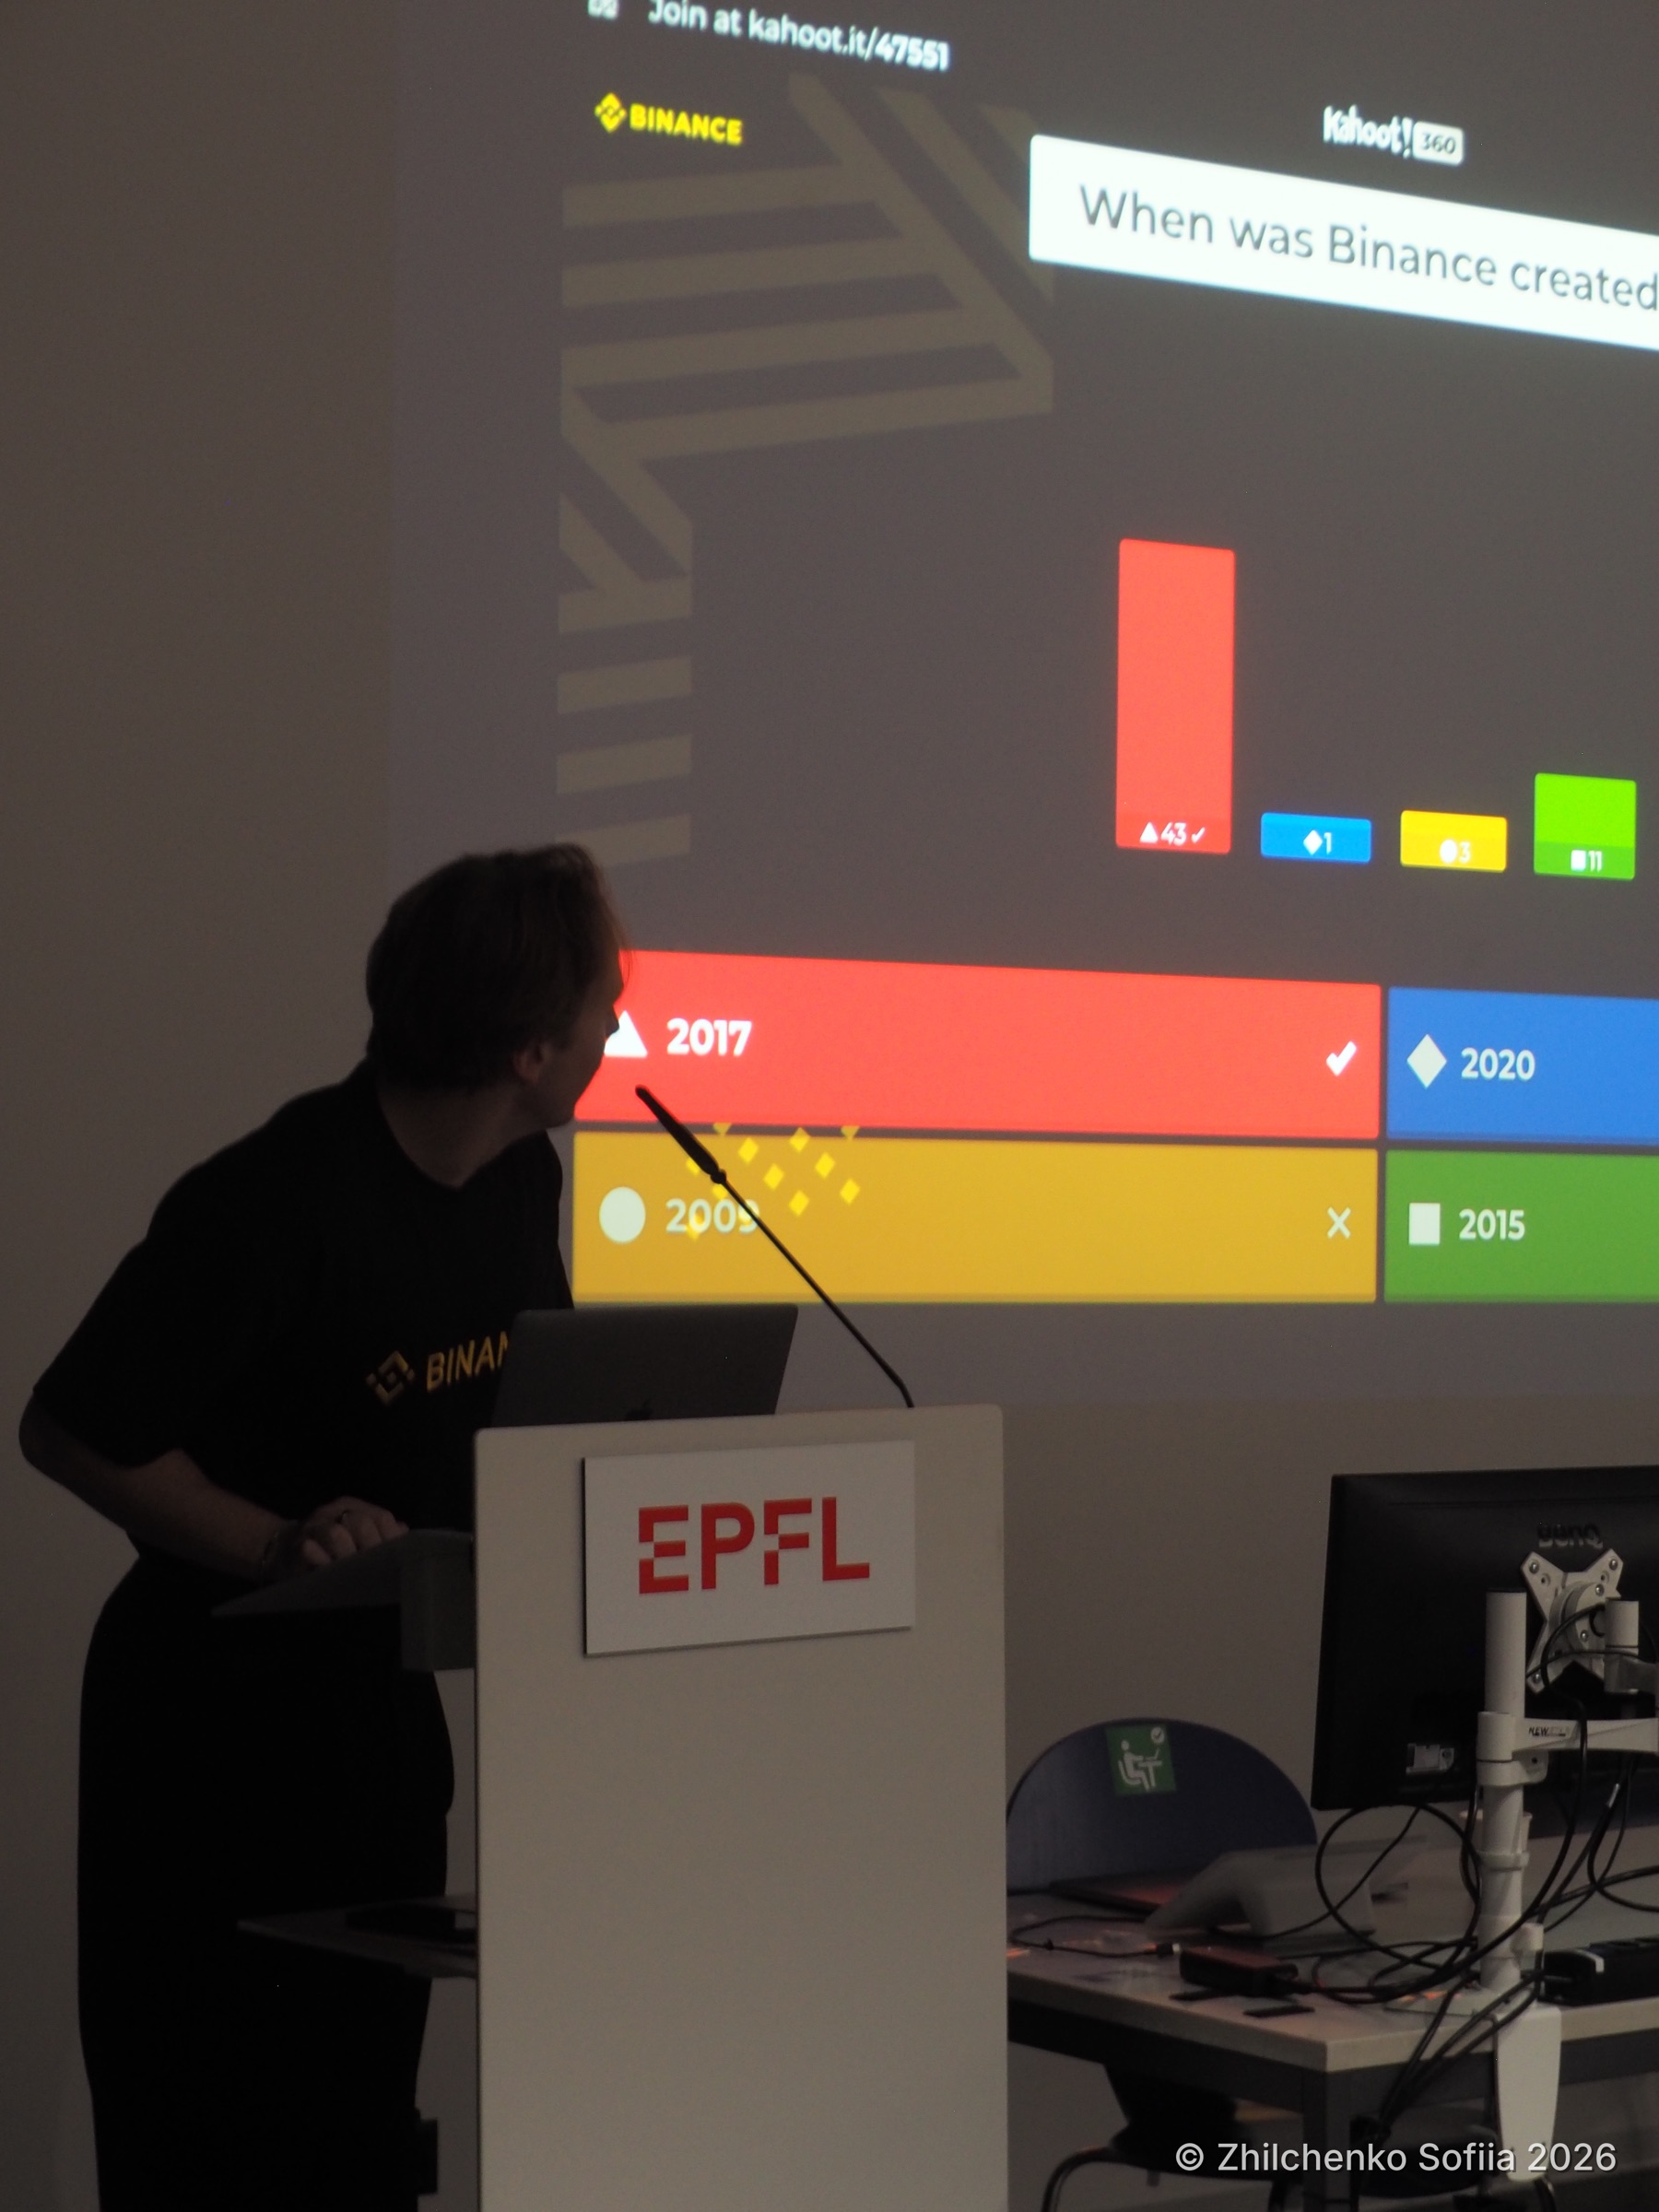 Join at kahoot.it/47551
BINANCE
Kahoot! 360
When was Binance created
43
1
3
11
2017
2020
2009
2015
BINAN
EPFL
BenQ
© Zhilchenko Sofiia 2026